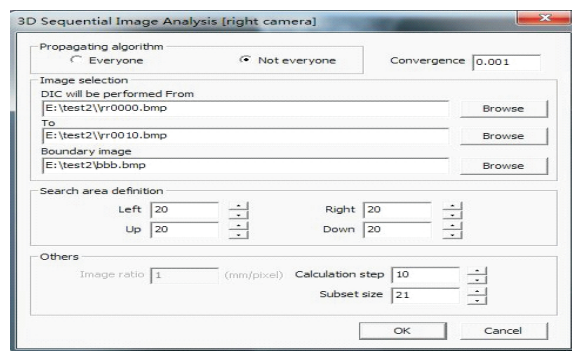 3D Sequential Image Analysis [right camera]
Propagating algorithm
Everyone Not everyone Convergence 0.001
Image selection
DIC will be performed From
E:\test2\\rr0000.bmp Browse
To
E:\test2\\rr0010.bmp Browse
Boundary image
E:\test2\bbb.bmp Browse
Search area definition
Left 20 Right 20
Up 20 Down 20
Others
Image ratio 1 (mm/pixel) Calculation step 10
Subset size 21
OK Cancel